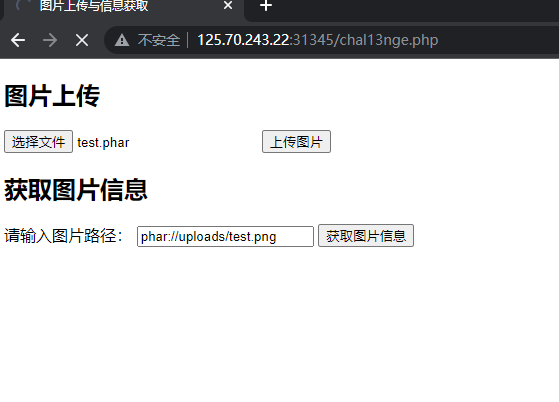 图片上传与信息获取
不安全 125.70.243.22:31345/chal13nge.php
图片上传
选择文件 test.phar 上传图片
获取图片信息
请输入图片路径： phar://uploads/test.png 获取图片信息